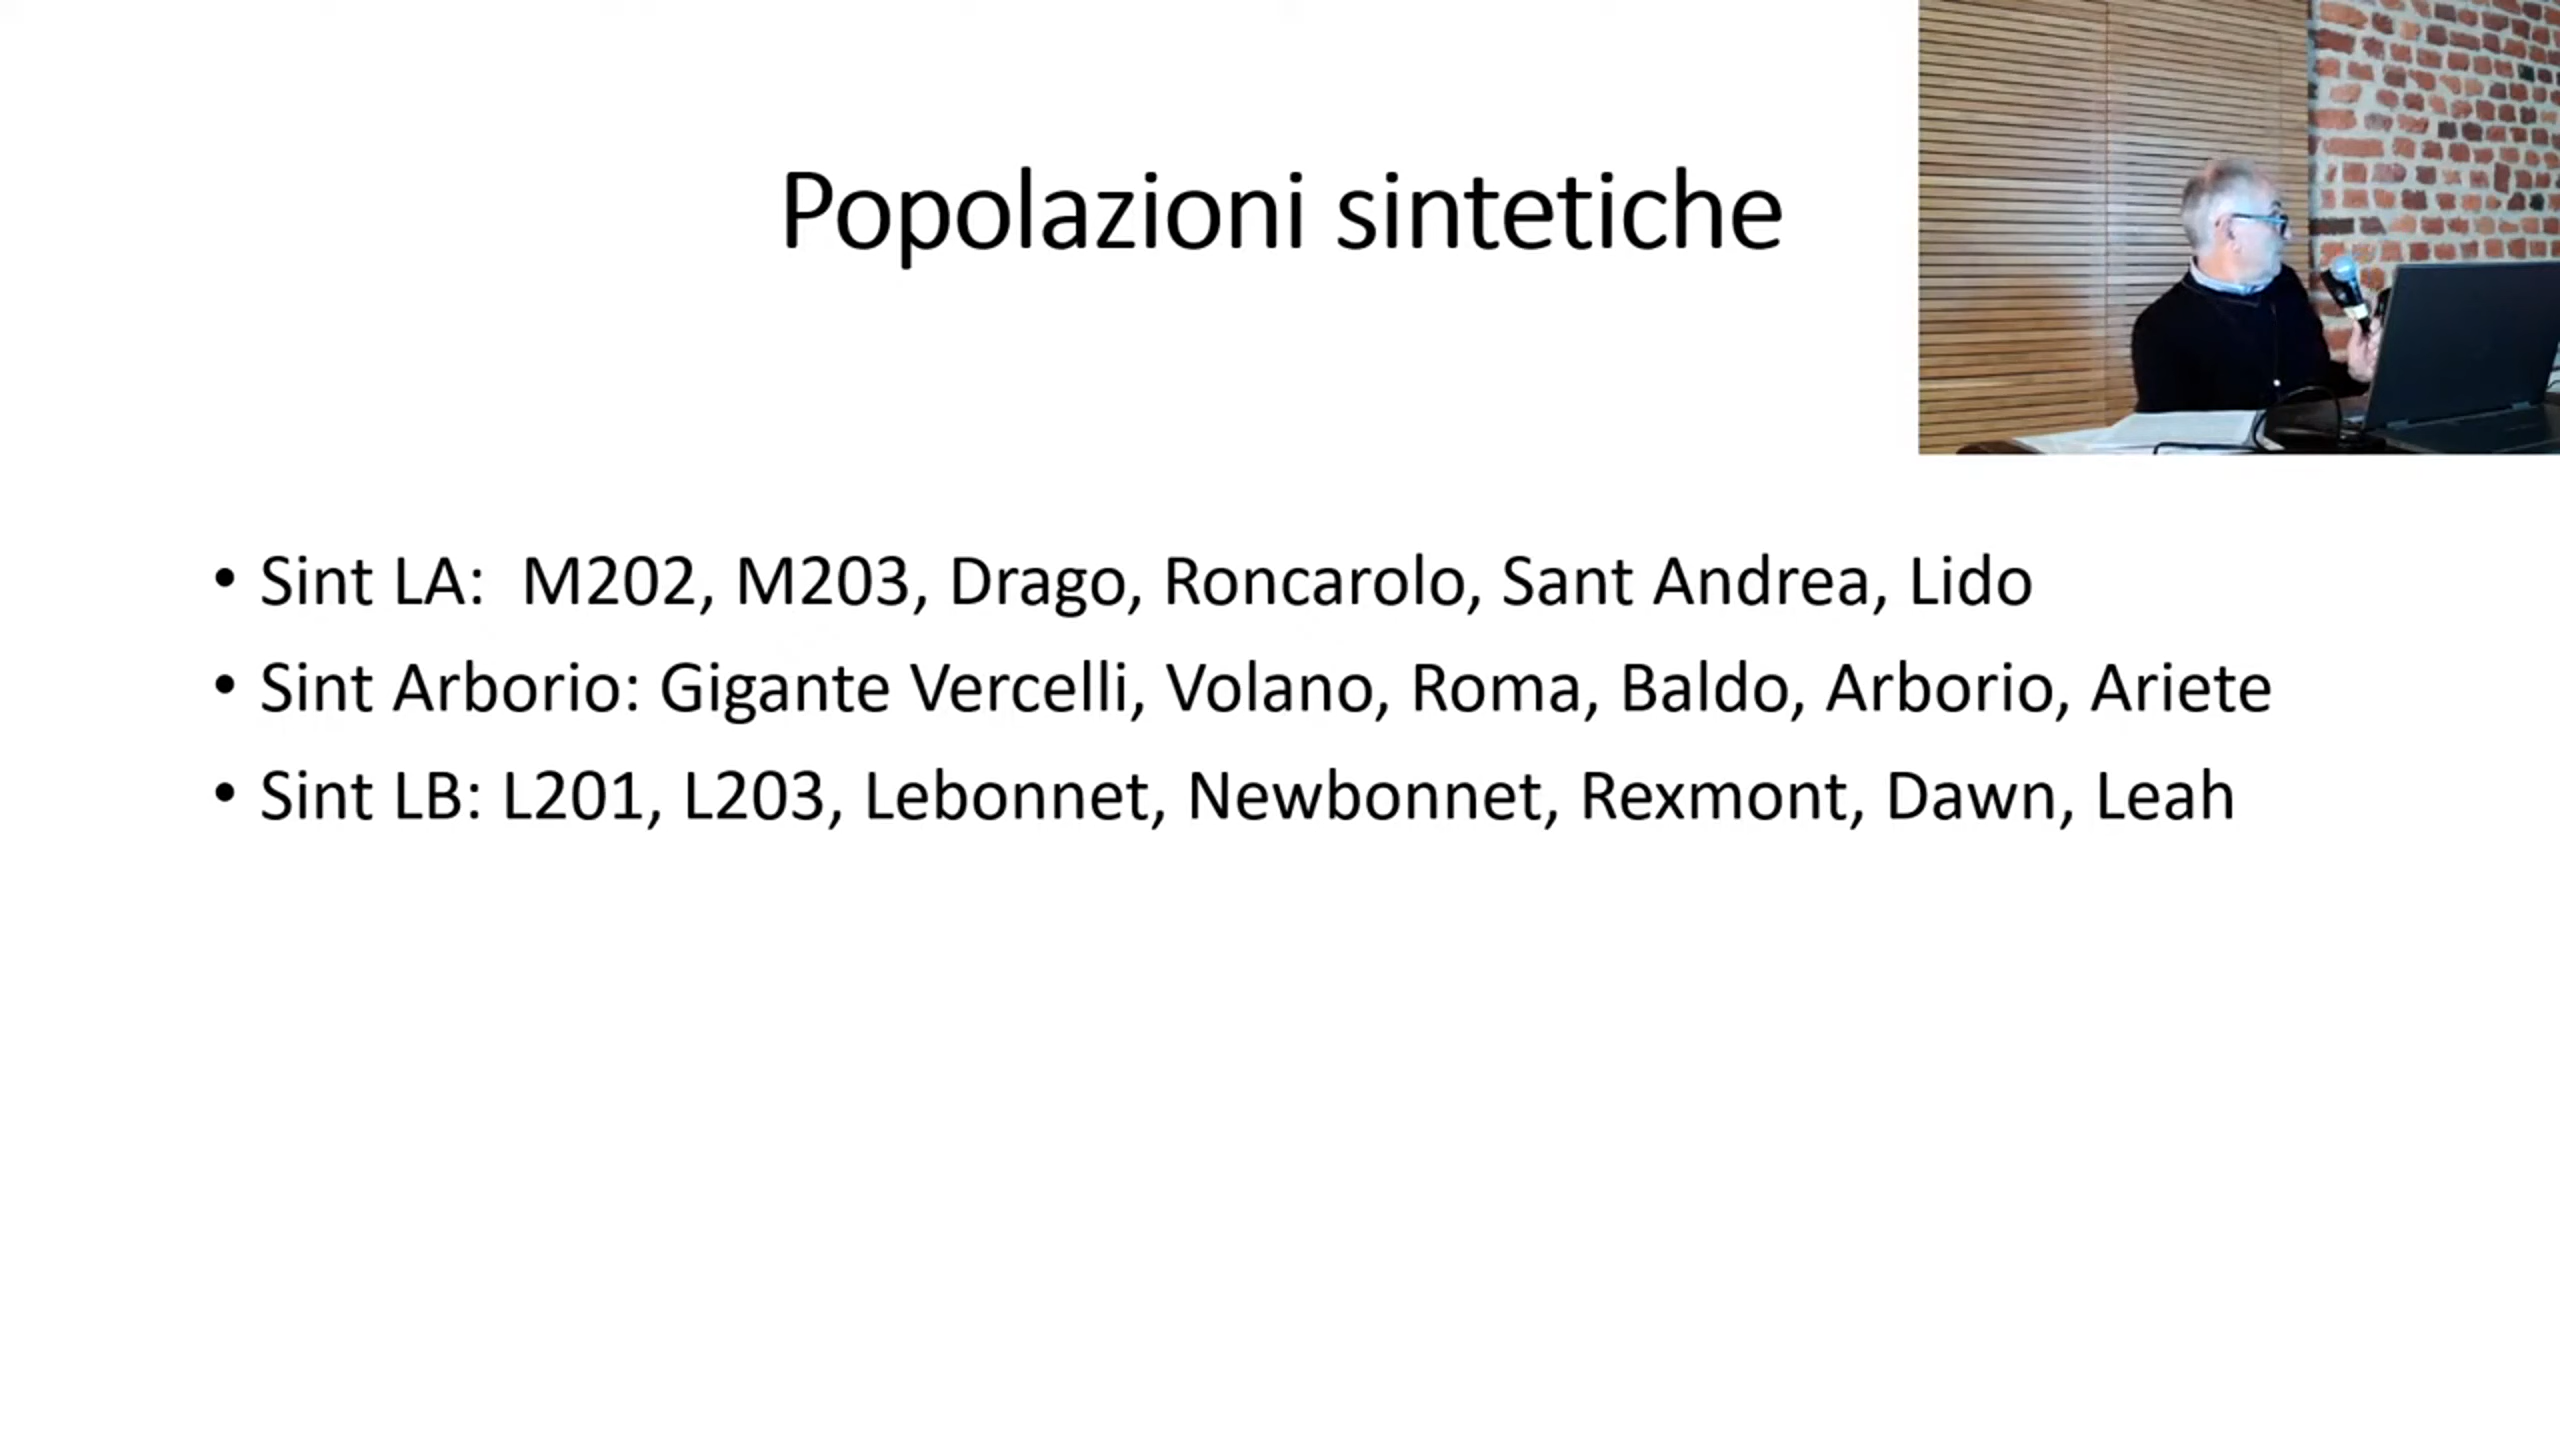 Popolazioni sintetiche
• Sint LA:  M202, M203, Drago, Roncarolo, Sant Andrea, Lido
• Sint Arborio: Gigante Vercelli, Volano, Roma, Baldo, Arborio, Ariete
• Sint LB: L201, L203, Lebonnet, Newbonnet, Rexmont, Dawn, Leah